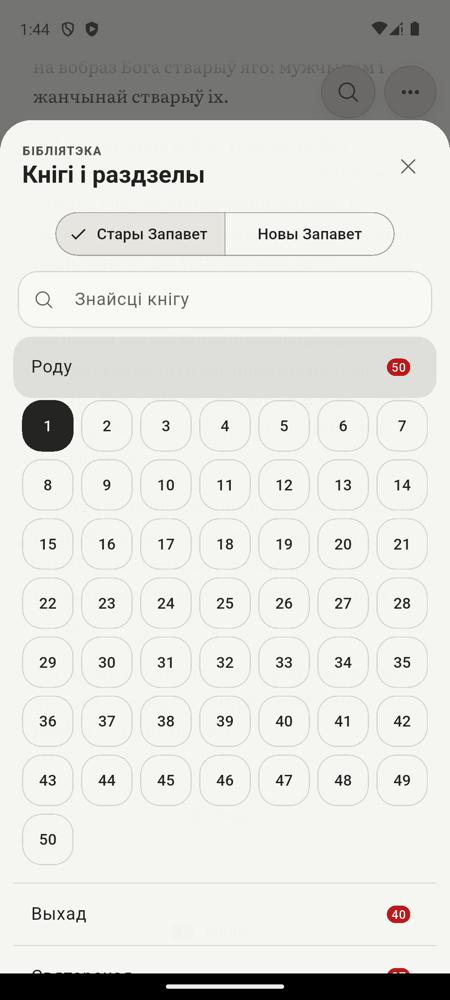 1:44
на вобраз Бога стварыў яго: мужчынам і
жанчынай стварыў іх.
БІБЛІЯТЭКА
Кнігі і раздзелы
Стары Запавет Новы Запавет
Знайсці кнігу
Роду 50
1 2 3 4 5 6 7
8 9 10 11 12 13 14
15 16 17 18 19 20 21
22 23 24 25 26 27 28
29 30 31 32 33 34 35
36 37 38 39 40 41 42
43 44 45 46 47 48 49
50
Выхад 40